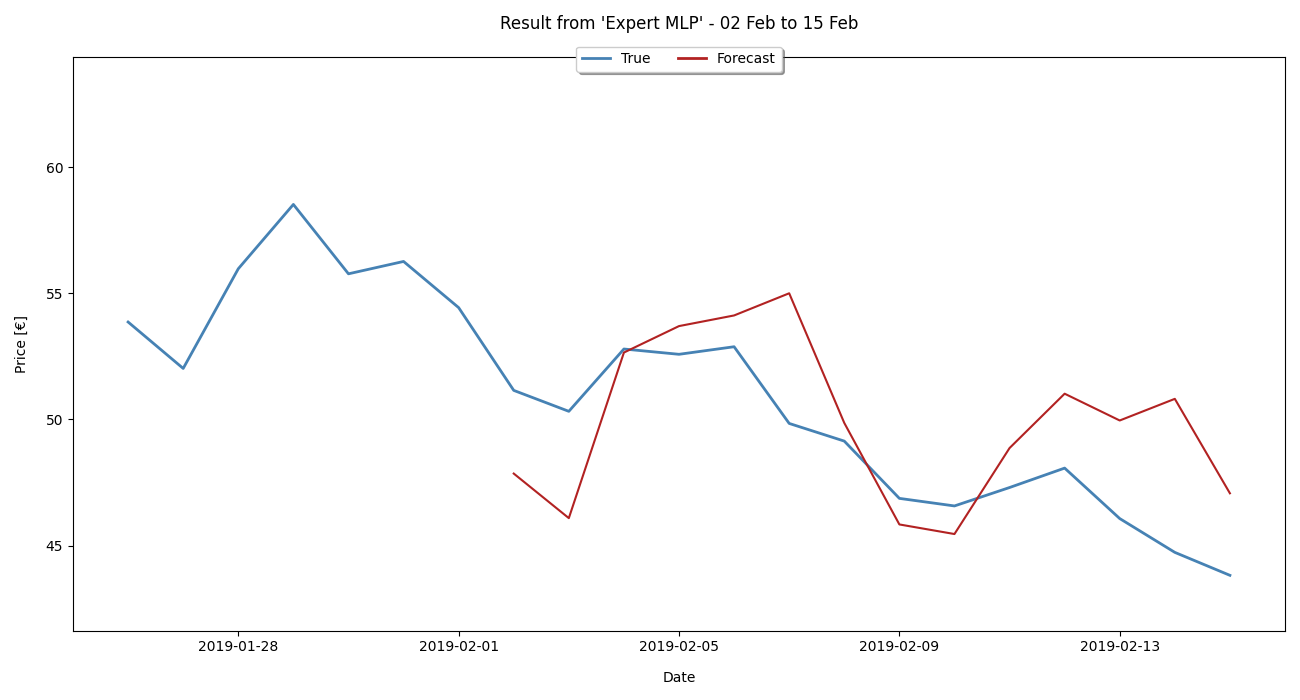 Result from 'Expert MLP' - 02 Feb to 15 Feb
True Forecast
Price [€]
60
55
50
45
2019-01-28 2019-02-01 2019-02-05 2019-02-09 2019-02-13
Date